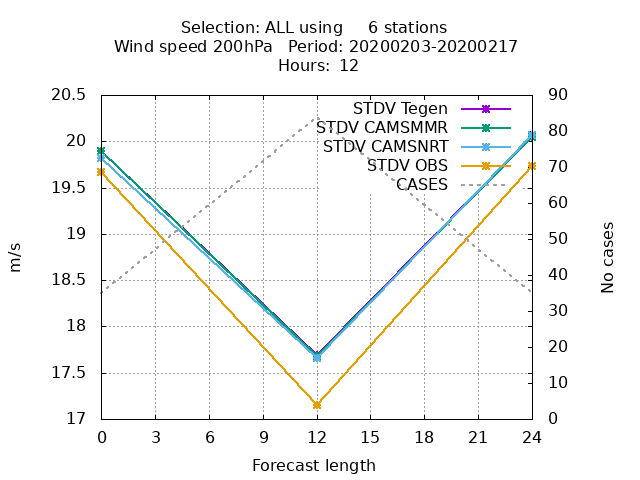 Selection: ALL using     6 stations
Wind speed 200hPa   Period: 20200203-20200217
Hours:  12
20.5
20
19.5
19
18.5
18
17.5
17
m/s
STDV Tegen
STDV CAMSMMR
STDV CAMSNRT
STDV OBS
CASES
90
80
70
60
50
40
30
20
10
0
No cases
0 3 6 9 12 15 18 21 24
Forecast length